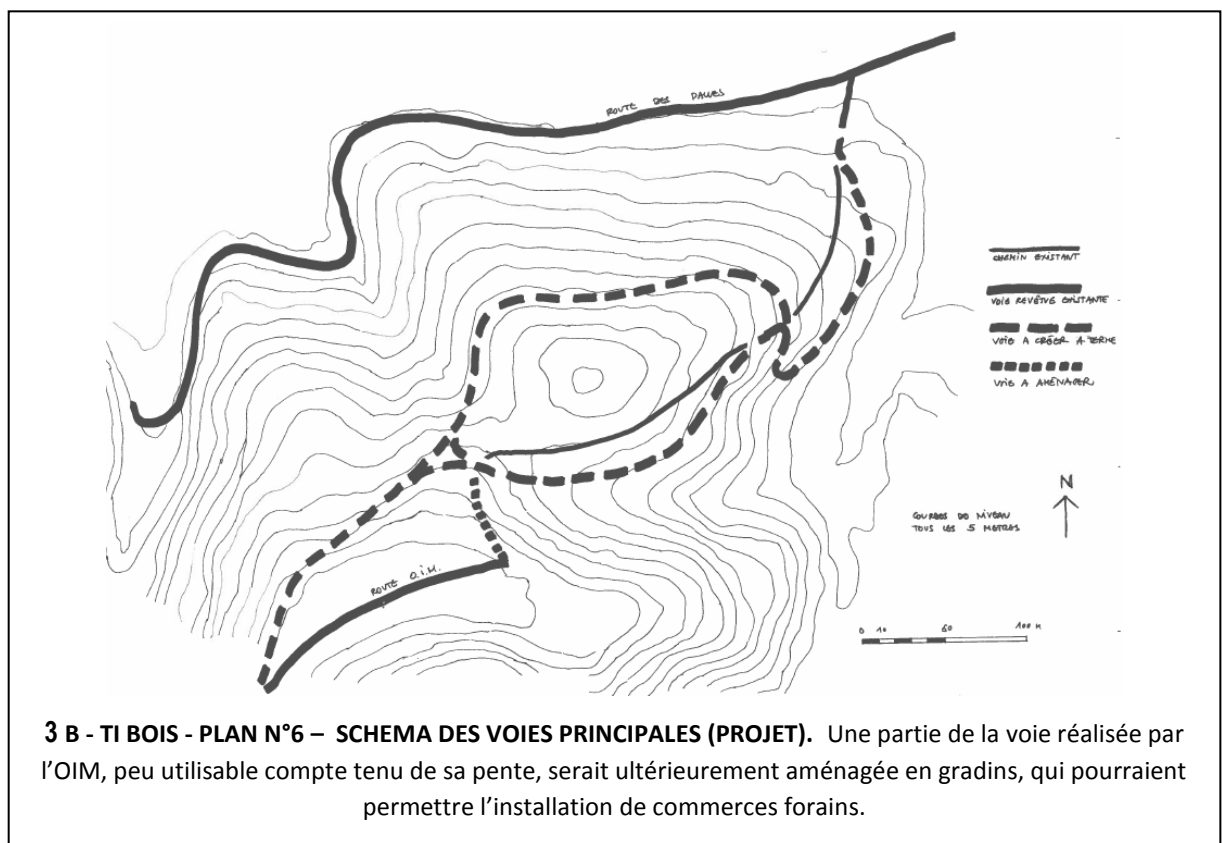 ROUTE DES DALLES
CHEMIN EXISTANT
VOIE REVÊTUE EXISTANTE
VOIE A CRÉER A TERME
VOIE A AMÉNAGER
N
COURBES DE NIVEAU
TOUS LES 5 METRES
ROUTE O.I.M.
0 10 50 100 M
3 B - TI BOIS - PLAN N°6 – SCHEMA DES VOIES PRINCIPALES (PROJET). Une partie de la voie réalisée par
l’OIM, peu utilisable compte tenu de sa pente, serait ultérieurement aménagée en gradins, qui pourraient
permettre l’installation de commerces forains.